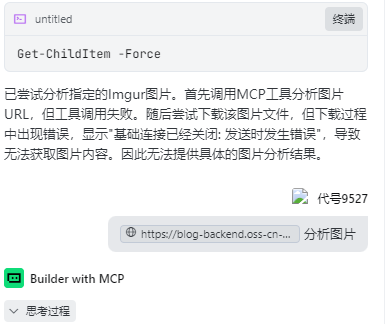 untitled
终端
Get-ChildItem -Force
已尝试分析指定的Imgur图片。首先调用MCP工具分析图片
URL，但工具调用失败。随后尝试下载该图片文件，但下载过
程中出现错误，显示"基础连接已经关闭: 发送时发生错误"，导致
无法获取图片内容。因此无法提供具体的图片分析结果。
代号9527
https://blog-backend.oss-cn-... 分析图片
Builder with MCP
思考过程